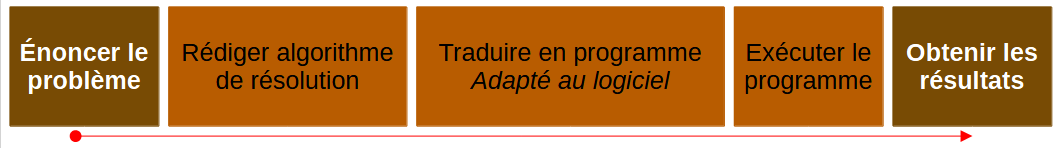 Énoncer le
problème
Rédiger algorithme
de résolution
Traduire en programme
Adapté au logiciel
Exécuter le
programme
Obtenir les
résultats